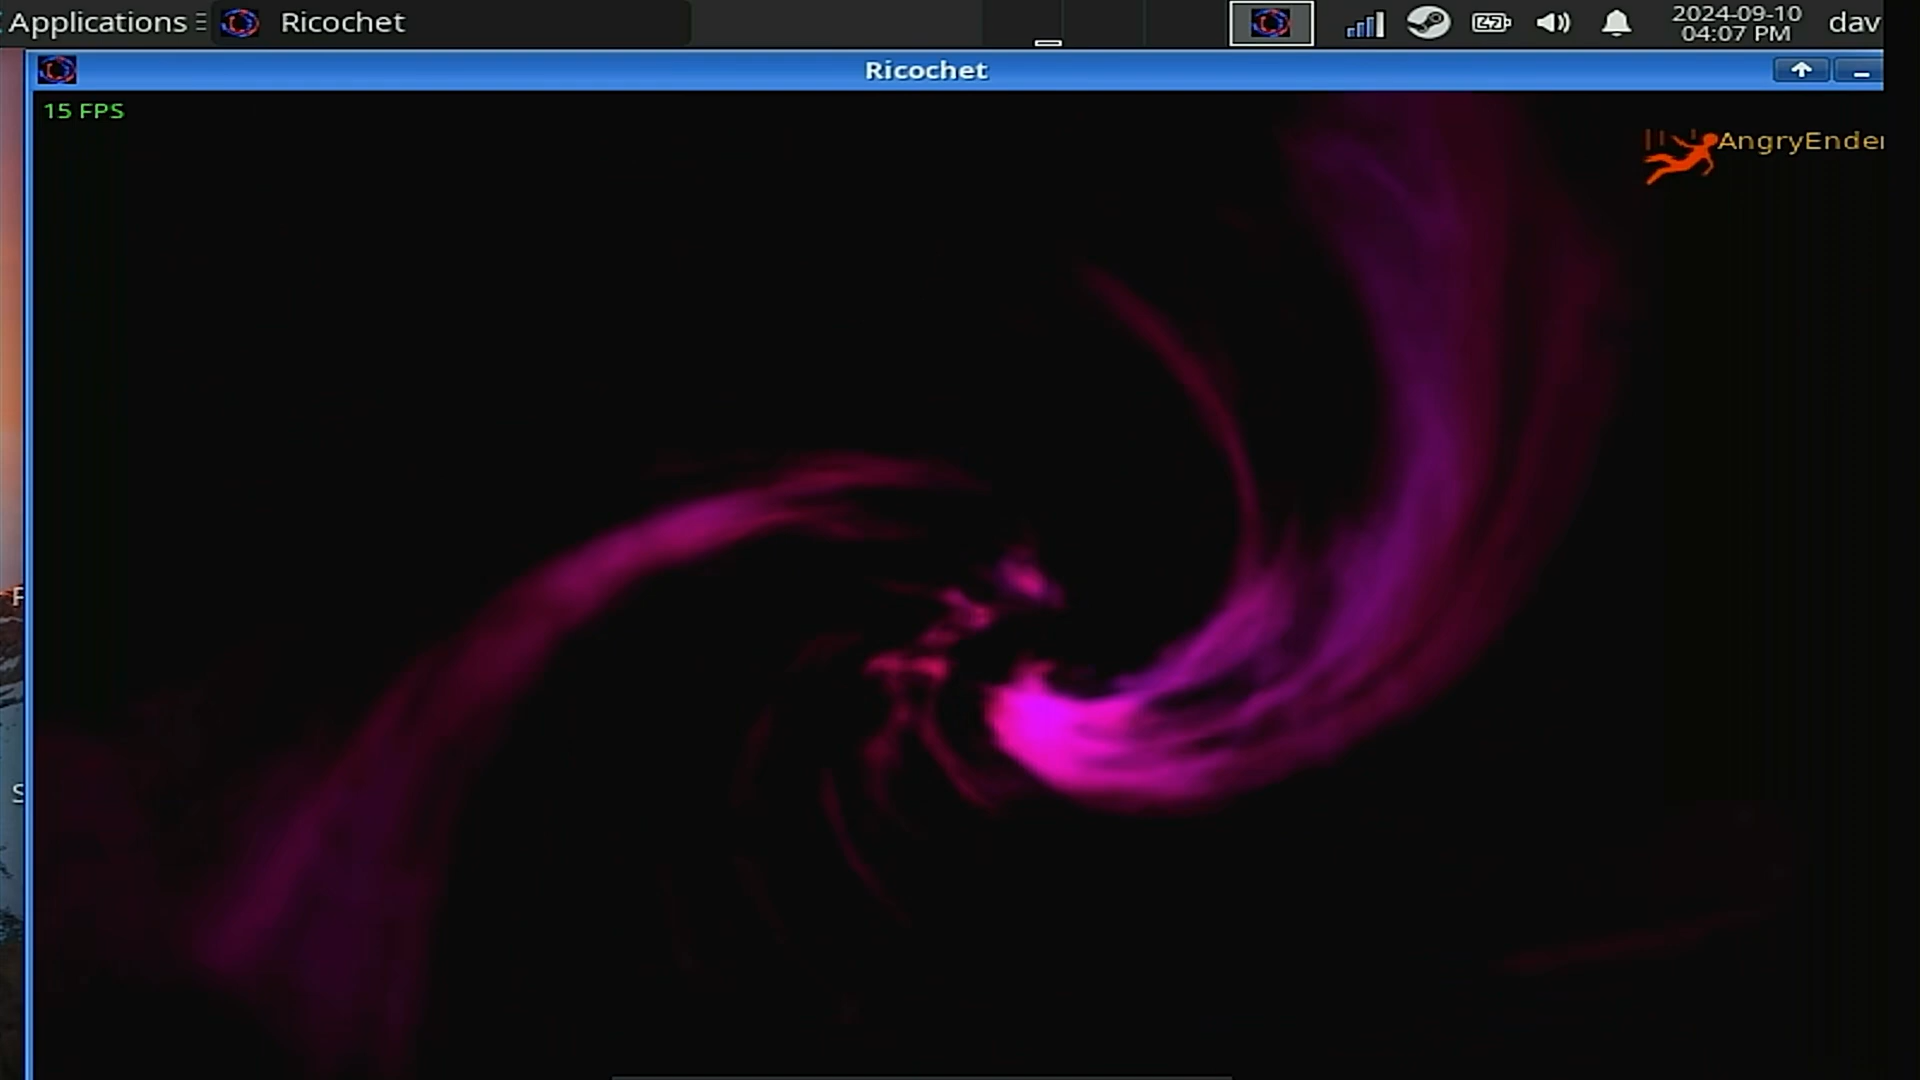 Applications
Ricochet
2024-09-10
04:07 PM
dav
Ricochet
15 FPS
AngryEnder
F
S